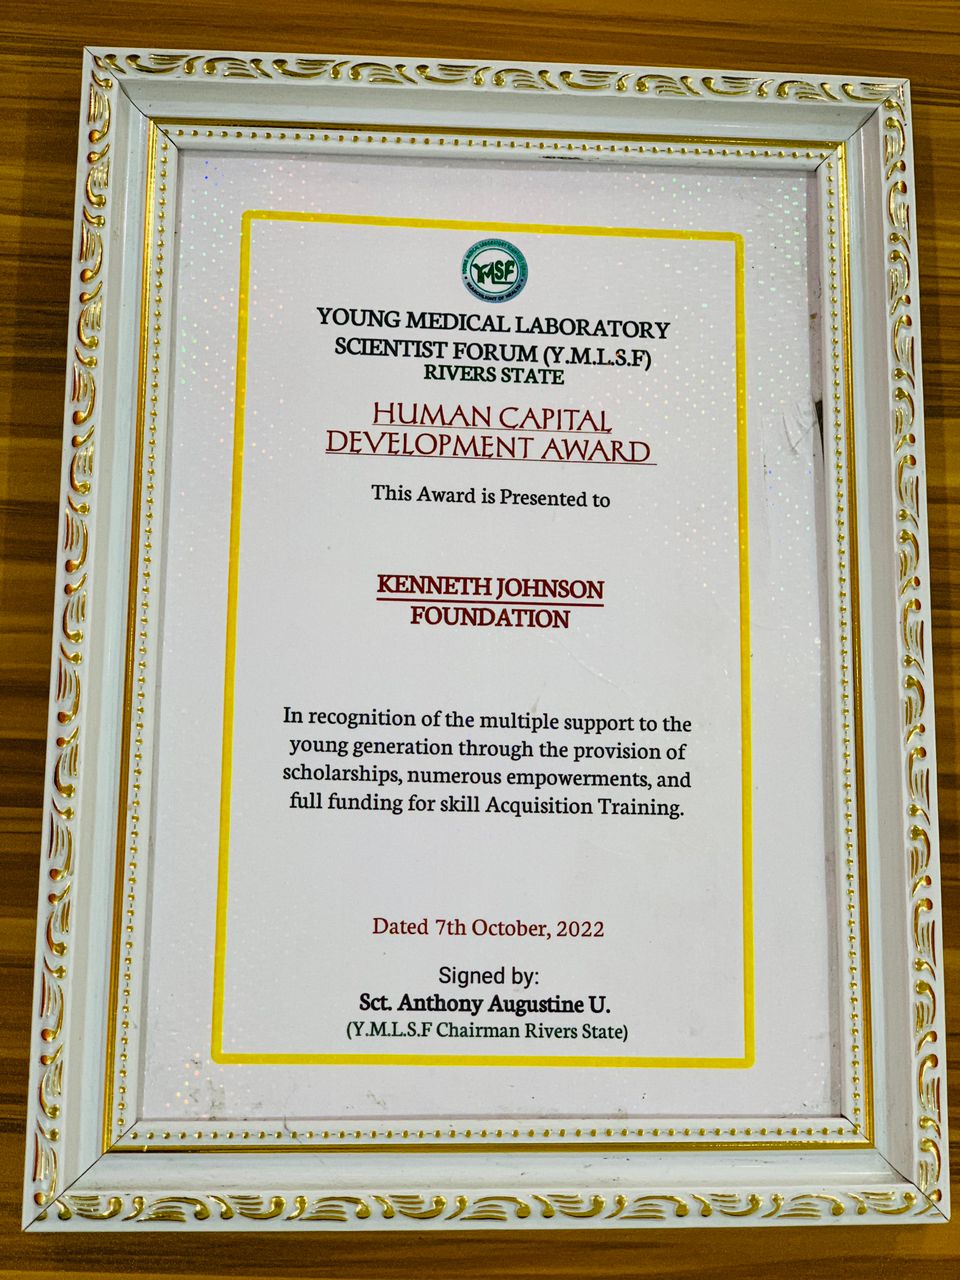 YMSF
YOUNG MEDICAL LABORATORY
SCIENTIST FORUM (Y.M.L.S.F)
RIVERS STATE
HUMAN CAPITAL
DEVELOPMENT AWARD
This Award is Presented to
KENNETH JOHNSON
FOUNDATION
In recognition of the multiple support to the
young generation through the provision of
scholarships, numerous empowerments, and
full funding for skill Acquisition Training.
Dated 7th October, 2022
Signed by:
Sct. Anthony Augustine U.
(Y.M.L.S.F Chairman Rivers State)